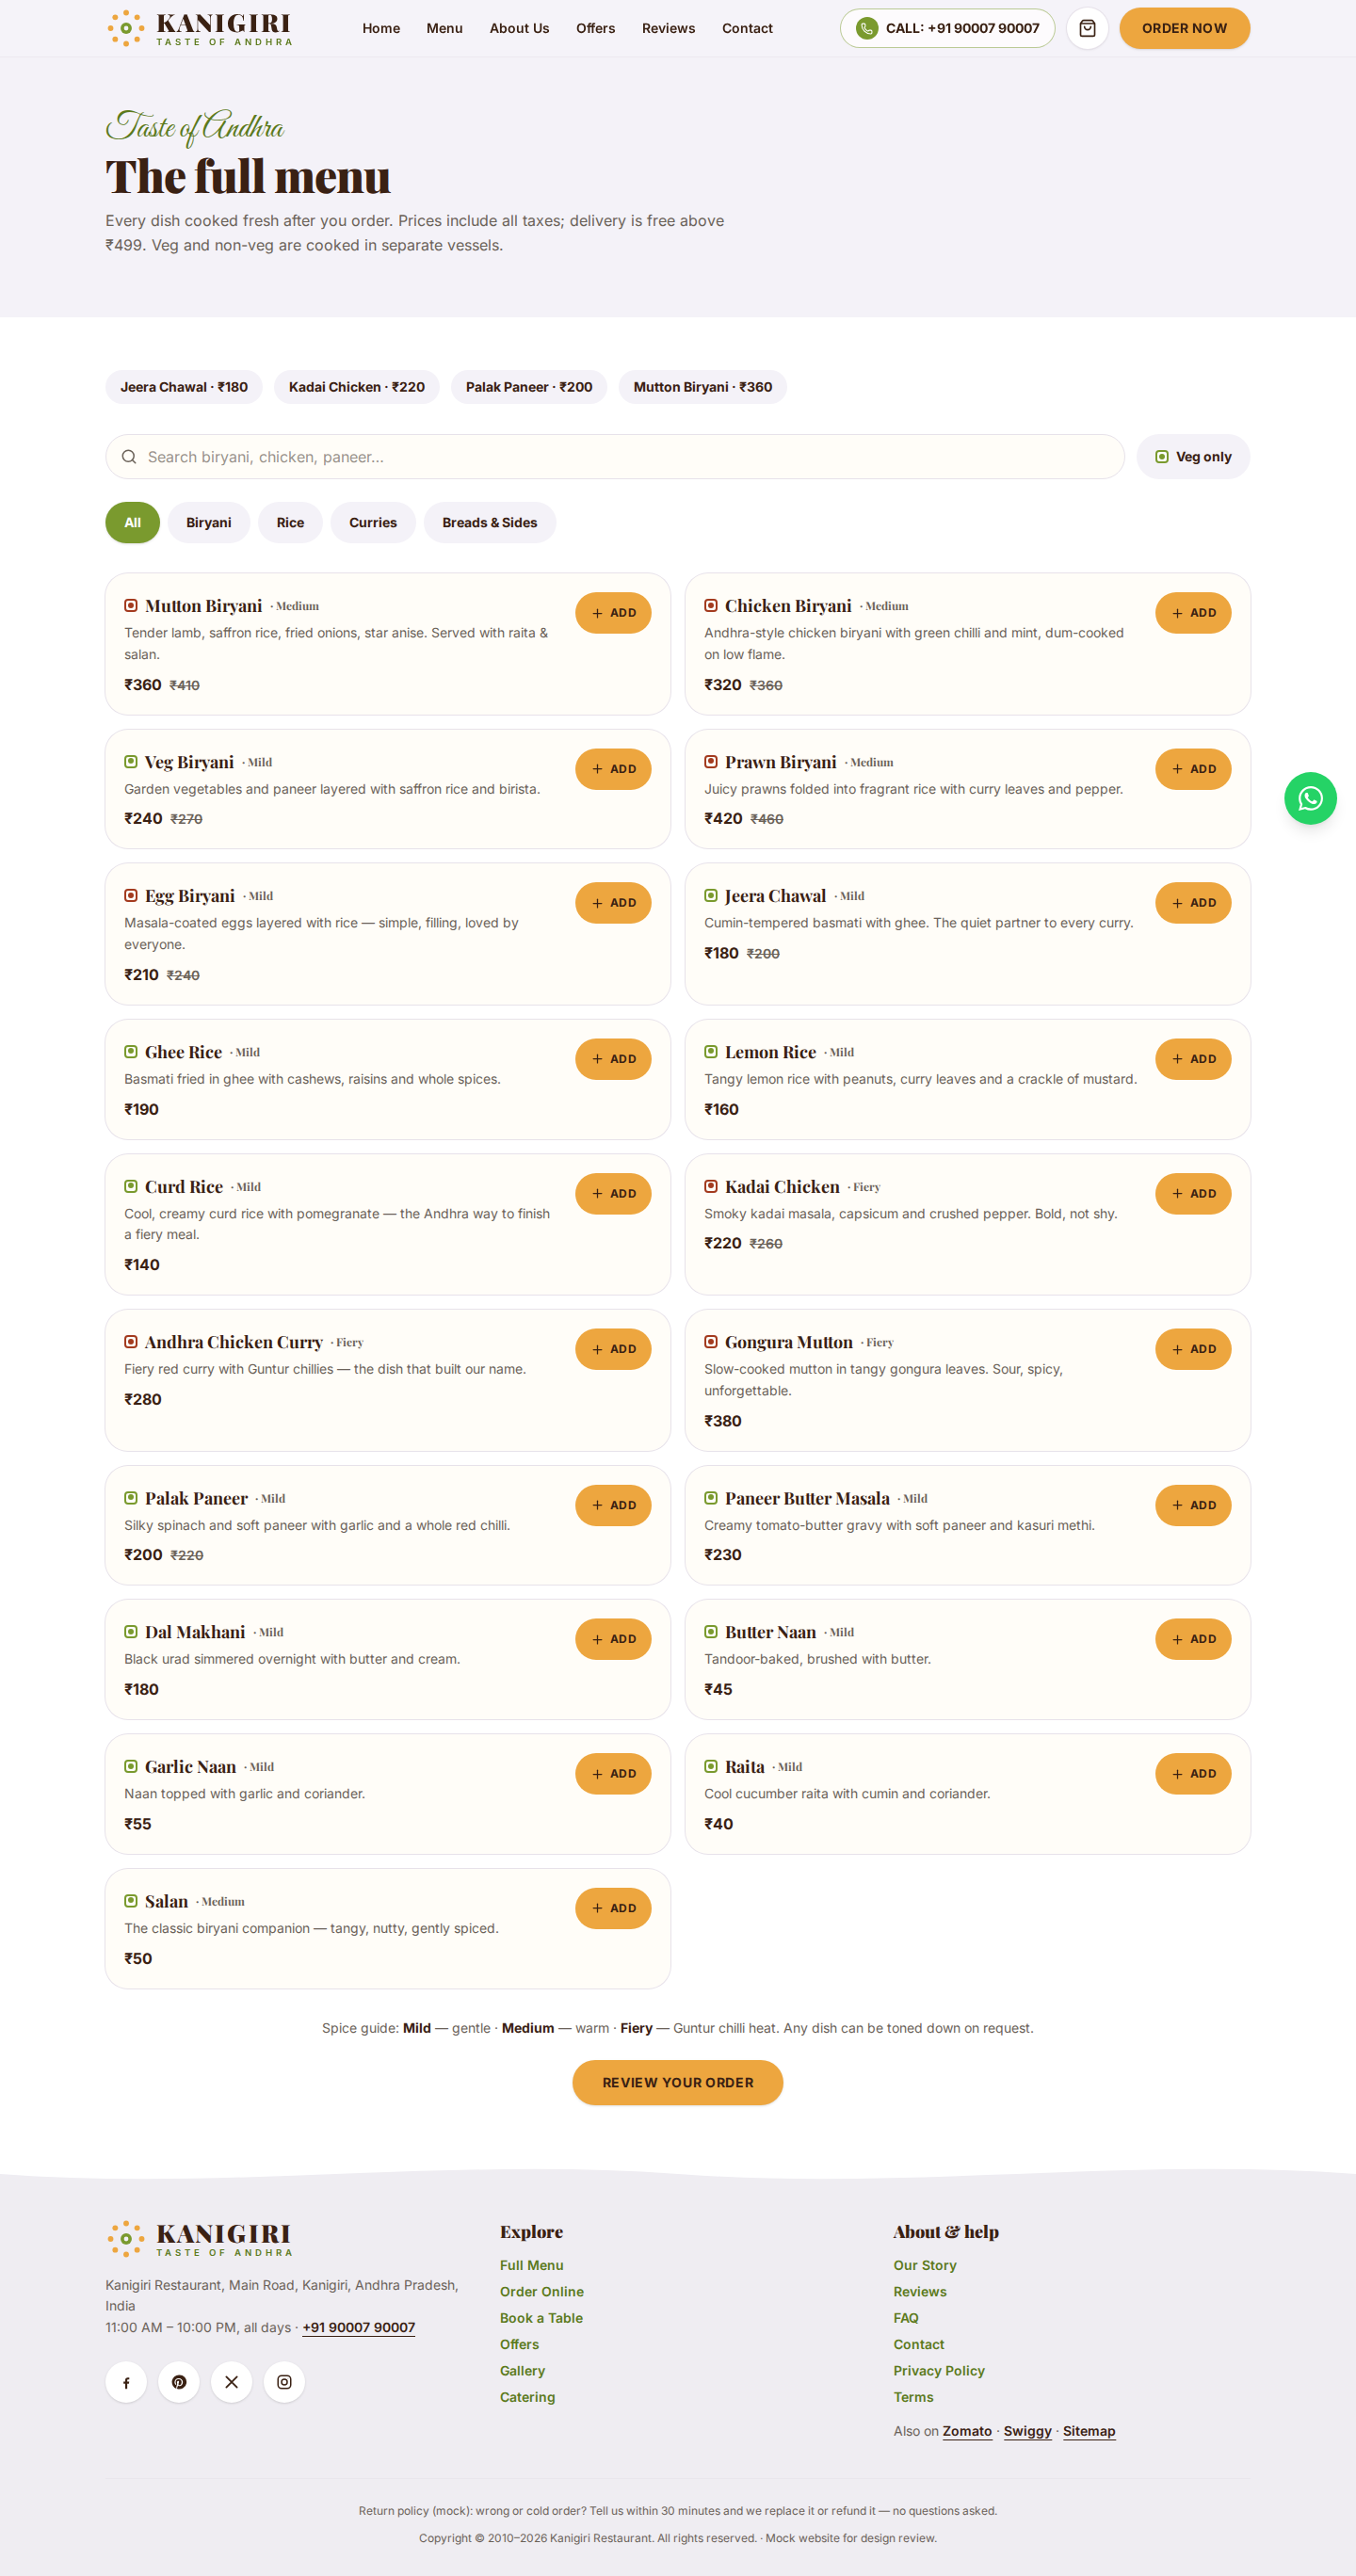 KANIGIRI
TASTE OF ANDHRA
Home
Menu
About Us
Offers
Reviews
Contact
CALL: +91 90007 90007
ORDER NOW
Taste of Andhra
The full menu
Every dish cooked fresh after you order. Prices include all taxes; delivery is free above
₹499. Veg and non-veg are cooked in separate vessels.
Jeera Chawal · ₹180
Kadai Chicken · ₹220
Palak Paneer · ₹200
Mutton Biryani · ₹360
Search biryani, chicken, paneer...
Veg only
All
Biryani
Rice
Curries
Breads & Sides
Mutton Biryani · Medium
Tender lamb, saffron rice, fried onions, star anise. Served with raita &
salan.
₹360 ₹410
+ ADD
Chicken Biryani · Medium
Andhra-style chicken biryani with green chilli and mint, dum-cooked
on low flame.
₹320 ₹360
+ ADD
Veg Biryani · Mild
Garden vegetables and paneer layered with saffron rice and birista.
₹240 ₹270
+ ADD
Prawn Biryani · Medium
Juicy prawns folded into fragrant rice with curry leaves and pepper.
₹420 ₹460
+ ADD
Egg Biryani · Mild
Masala-coated eggs layered with rice — simple, filling, loved by
everyone.
₹210 ₹240
+ ADD
Jeera Chawal · Mild
Cumin-tempered basmati with ghee. The quiet partner to every curry.
₹180 ₹200
+ ADD
Ghee Rice · Mild
Basmati fried in ghee with cashews, raisins and whole spices.
₹190
+ ADD
Lemon Rice · Mild
Tangy lemon rice with peanuts, curry leaves and a crackle of mustard.
₹160
+ ADD
Curd Rice · Mild
Cool, creamy curd rice with pomegranate — the Andhra way to finish
a fiery meal.
₹140
+ ADD
Kadai Chicken · Fiery
Smoky kadai masala, capsicum and crushed pepper. Bold, not shy.
₹220 ₹260
+ ADD
Andhra Chicken Curry · Fiery
Fiery red curry with Guntur chillies — the dish that built our name.
₹280
+ ADD
Gongura Mutton · Fiery
Slow-cooked mutton in tangy gongura leaves. Sour, spicy,
unforgettable.
₹380
+ ADD
Palak Paneer · Mild
Silky spinach and soft paneer with garlic and a whole red chilli.
₹200 ₹220
+ ADD
Paneer Butter Masala · Mild
Creamy tomato-butter gravy with soft paneer and kasuri methi.
₹230
+ ADD
Dal Makhani · Mild
Black urad simmered overnight with butter and cream.
₹180
+ ADD
Butter Naan · Mild
Tandoor-baked, brushed with butter.
₹45
+ ADD
Garlic Naan · Mild
Naan topped with garlic and coriander.
₹55
+ ADD
Raita · Mild
Cool cucumber raita with cumin and coriander.
₹40
+ ADD
Salan · Medium
The classic biryani companion — tangy, nutty, gently spiced.
₹50
+ ADD
Spice guide: Mild — gentle · Medium — warm · Fiery — Guntur chilli heat. Any dish can be toned down on request.
REVIEW YOUR ORDER
KANIGIRI
TASTE OF ANDHRA
Kanigiri Restaurant, Main Road, Kanigiri, Andhra Pradesh,
India
11:00 AM – 10:00 PM, all days · +91 90007 90007
Explore
Full Menu
Order Online
Book a Table
Offers
Gallery
Catering
About & help
Our Story
Reviews
FAQ
Contact
Privacy Policy
Terms
Also on Zomato · Swiggy · Sitemap
Return policy (mock): wrong or cold order? Tell us within 30 minutes and we replace it or refund it — no questions asked.
Copyright © 2010–2026 Kanigiri Restaurant. All rights reserved. · Mock website for design review.